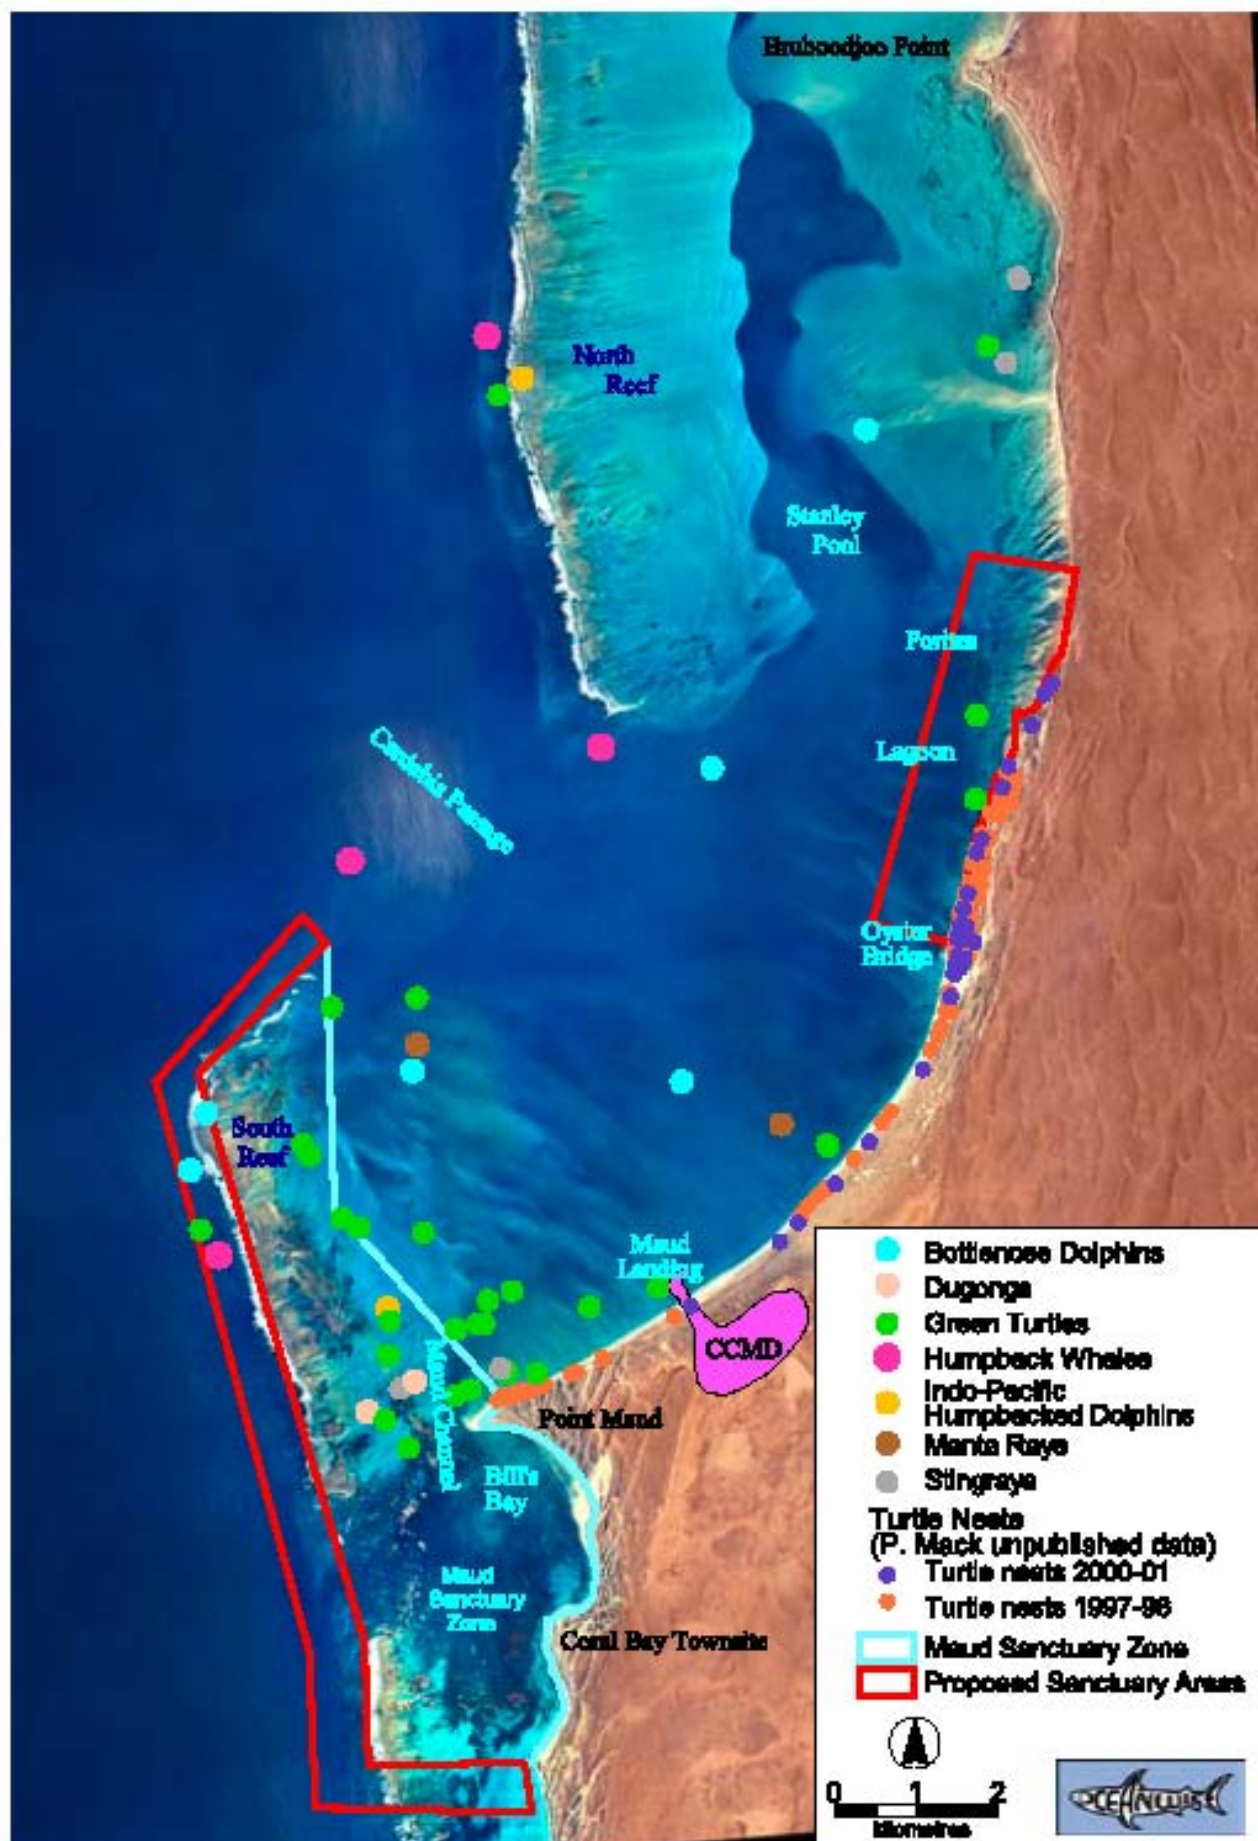 Bruboodjoo Point
North
Reef
Stanley
Pool
Porites
Lagoon
Cardabia Passage
Oyster
Bridge
South
Reef
Maud
Landing
CCMD
Maud Channel
Point Maud
Bill's
Bay
Maud
Sanctuary
Zone
Coral Bay Townsite
Bottlenose Dolphins
Dugongs
Green Turtles
Humpback Whales
Indo-Pacific
Humpbacked Dolphins
Manta Rays
Stingrays
Turtle Nests
(P. Mack unpublished data)
Turtle nests 2000-01
Turtle nests 1997-98
Maud Sanctuary Zone
Proposed Sanctuary Areas
0 1 2
kilometres
OCEANWISE